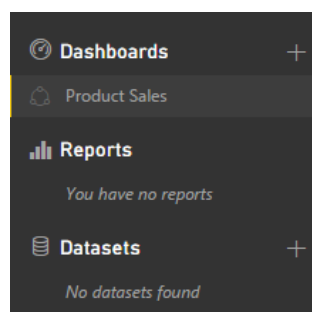 Dashboards
Product Sales
Reports
You have no reports
Datasets
No datasets found